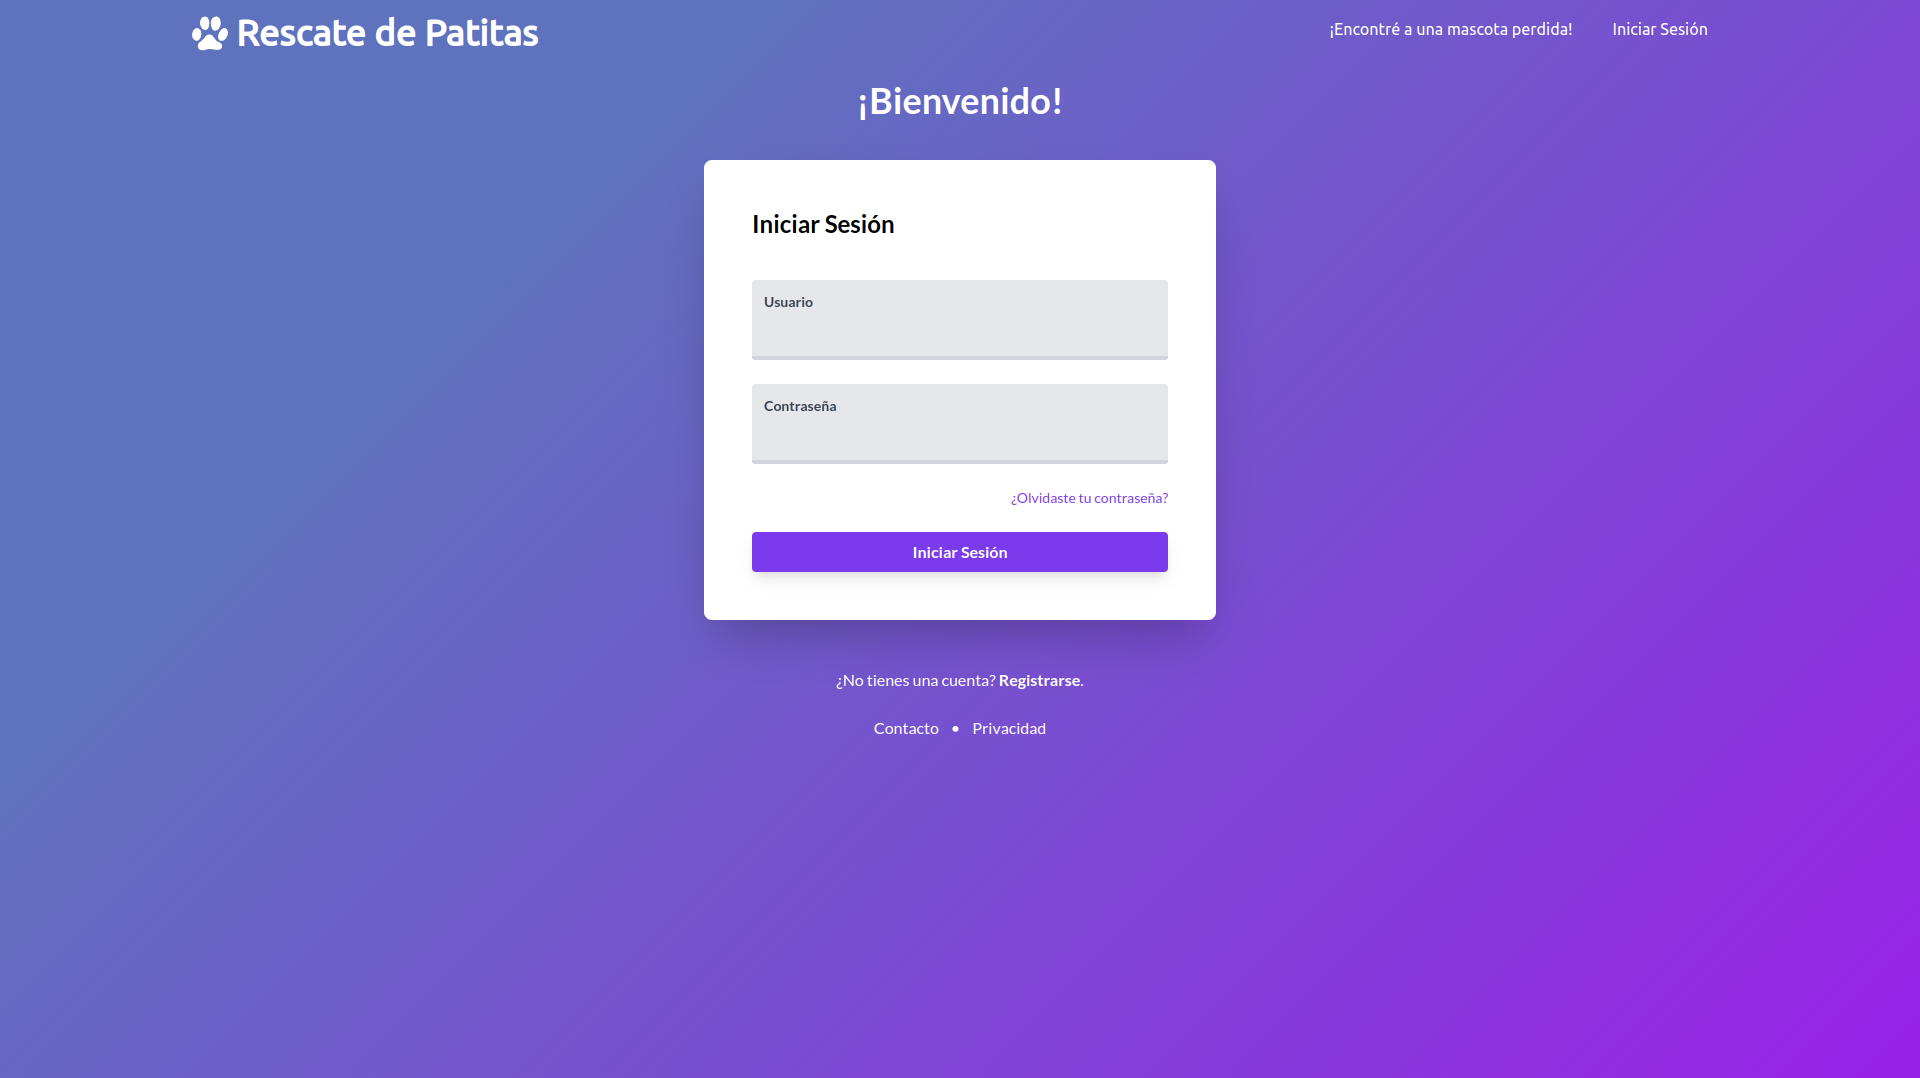 Rescate de Patitas
¡Encontré a una mascota perdida! Iniciar Sesión
¡Bienvenido!
Iniciar Sesión
Usuario
Contraseña
¿Olvidaste tu contraseña?
Iniciar Sesión
¿No tienes una cuenta? Registrarse.
Contacto • Privacidad